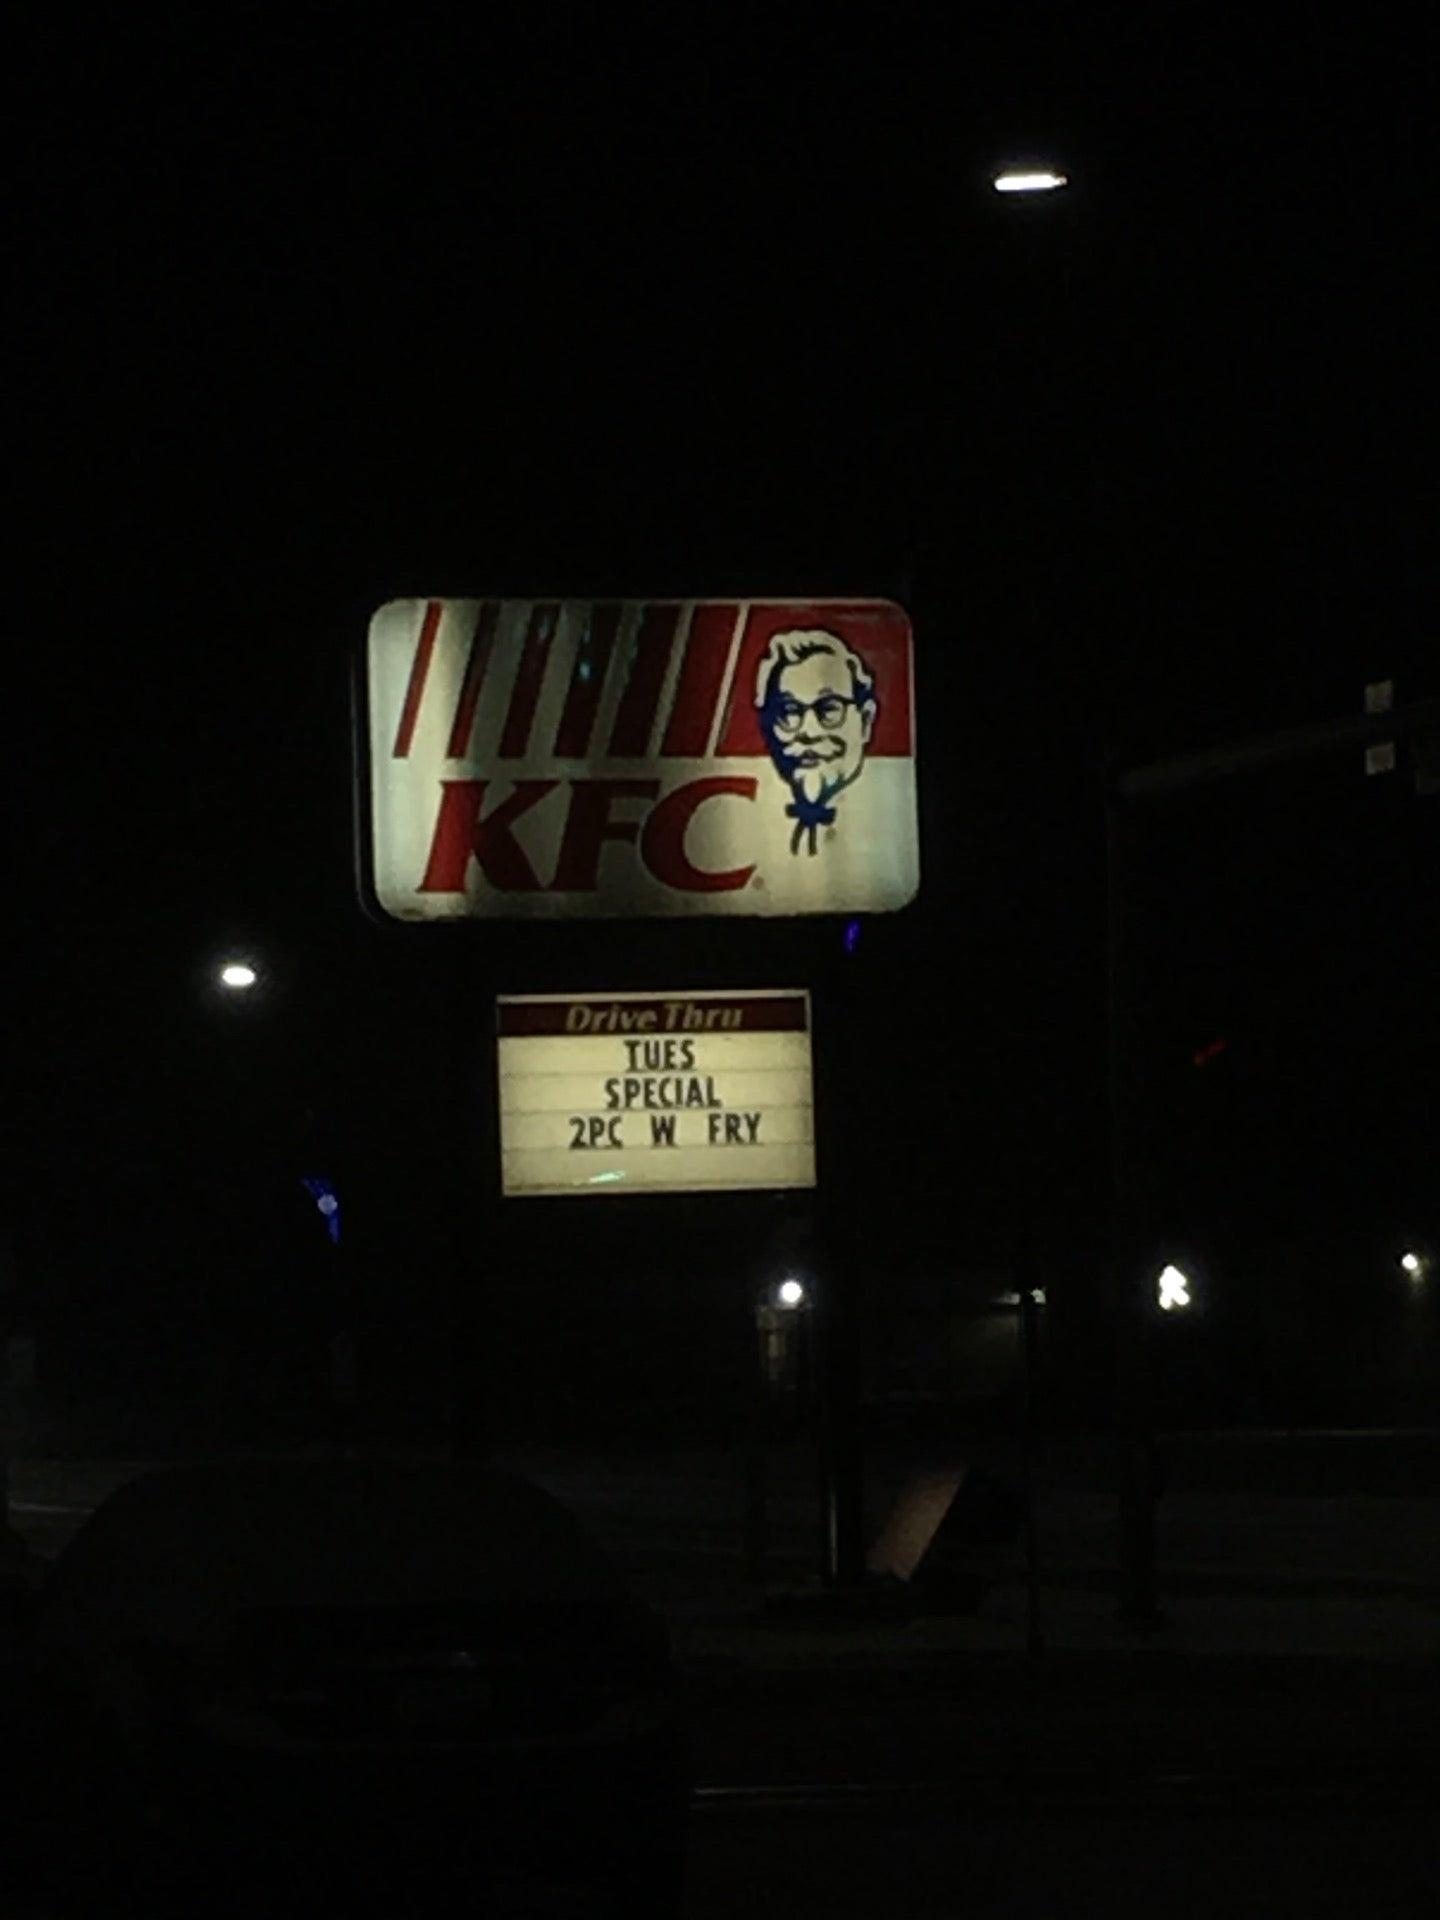 KFC
Drive Thru
TUES
SPECIAL
2PC W FRY